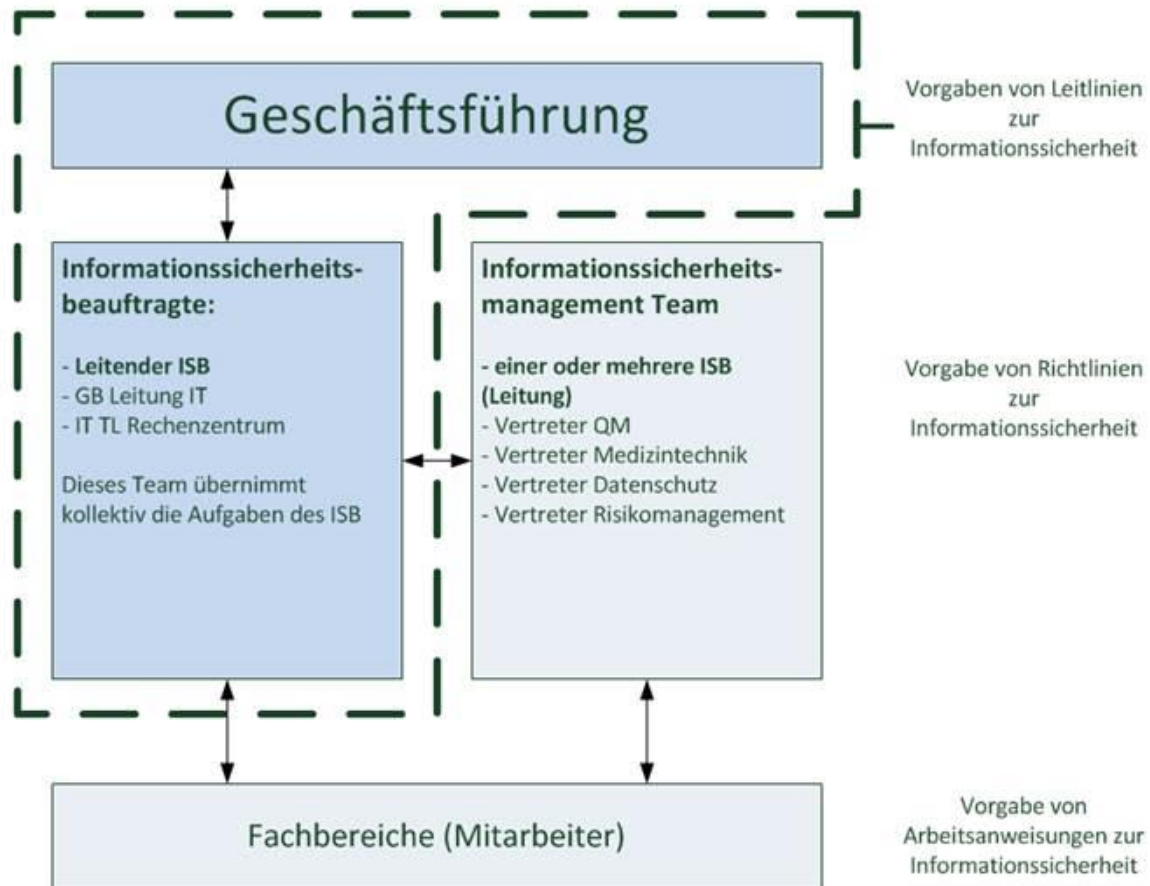 Geschäftsführung
Vorgaben von Leitlinien
zur
Informationssicherheit
Informationssicherheits-
beauftragte:
- Leitender ISB
- GB Leitung IT
- IT TL Rechenzentrum
Dieses Team übernimmt
kollektiv die Aufgaben des ISB
Informationssicherheits-
management Team
- einer oder mehrere ISB
(Leitung)
- Vertreter QM
- Vertreter Medizintechnik
- Vertreter Datenschutz
- Vertreter Risikomanagement
Vorgabe von Richtlinien
zur
Informationssicherheit
Fachbereiche (Mitarbeiter)
Vorgabe von
Arbeitsanweisungen zur
Informationssicherheit